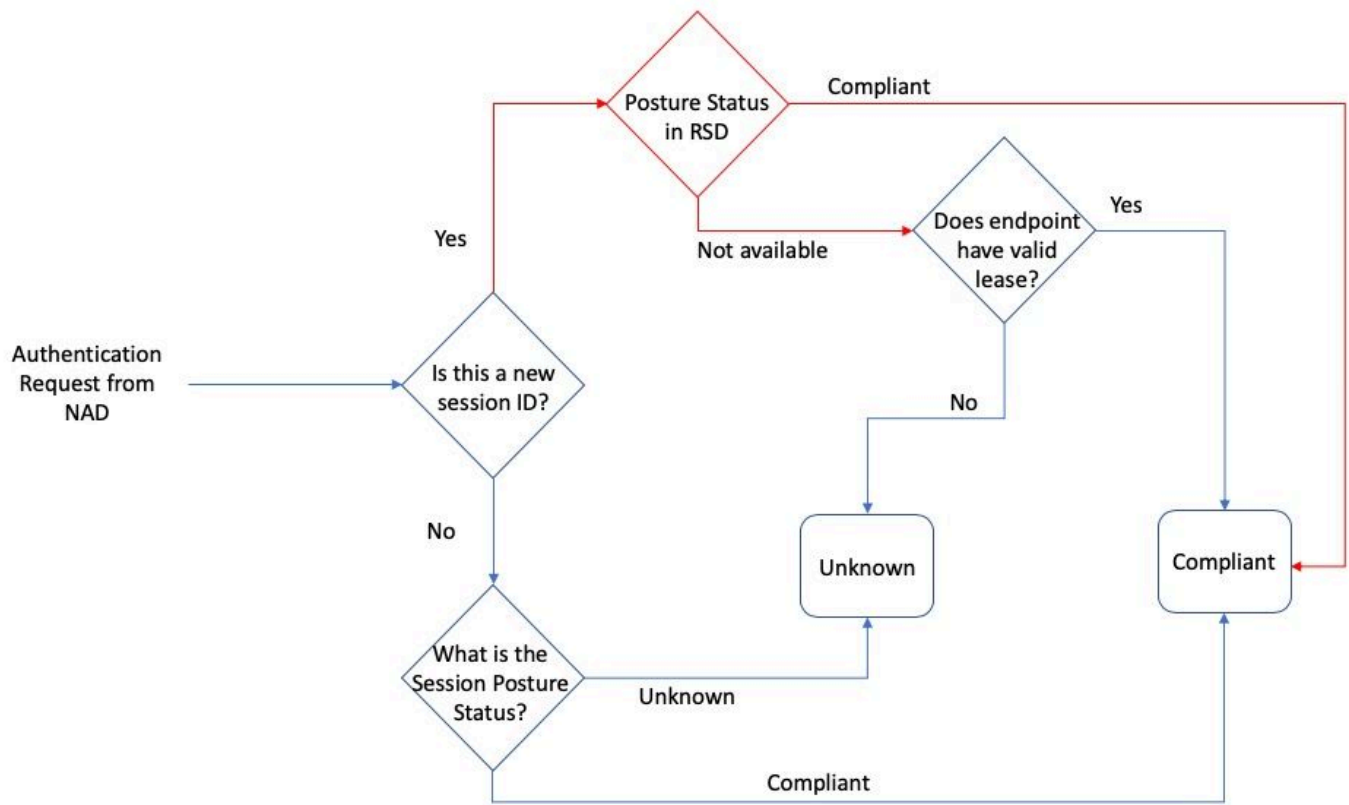 Posture Status
in RSD
Compliant
Does endpoint
have valid
lease?
Yes
Yes
Not available
Authentication
Request from
NAD
Is this a new
session ID?
No
No
Unknown
Compliant
What is the
Session Posture
Status?
Unknown
Compliant